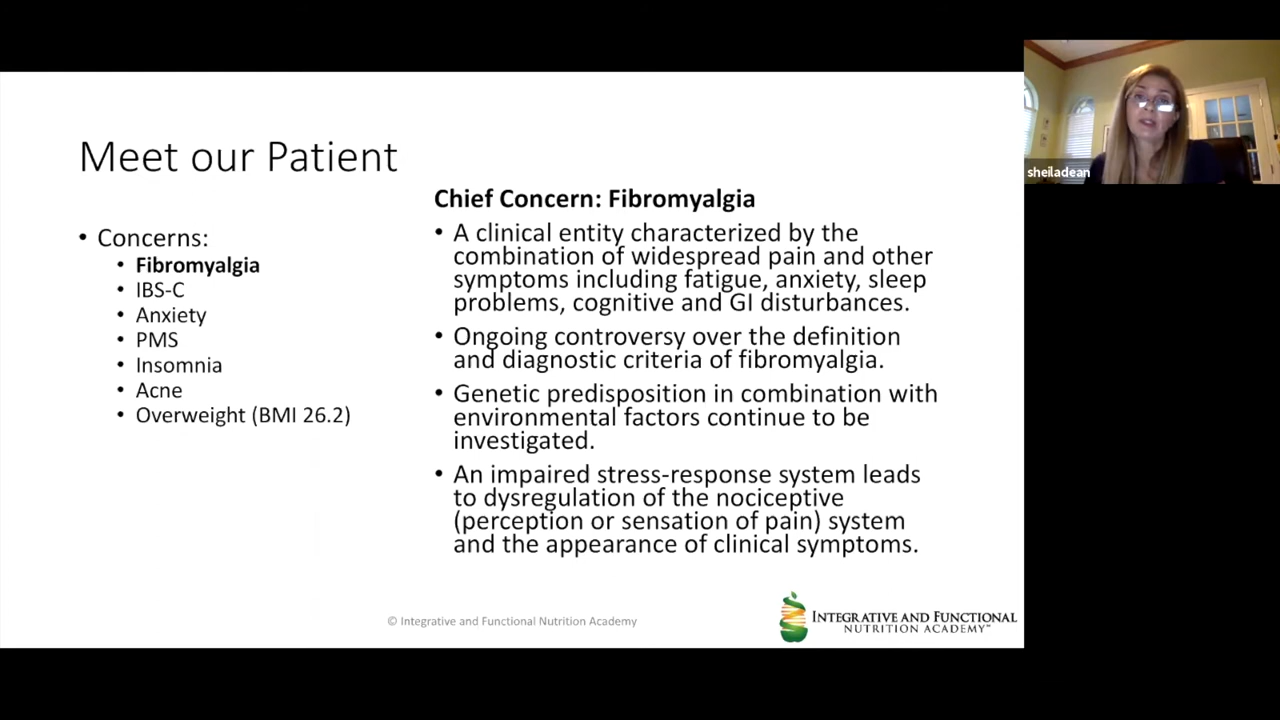 Meet our Patient
• Concerns:
• Fibromyalgia
• IBS-C
• Anxiety
• PMS
• Insomnia
• Acne
• Overweight (BMI 26.2)
Chief Concern: Fibromyalgia
• A clinical entity characterized by the
combination of widespread pain and other
symptoms including fatigue, anxiety, sleep
problems, cognitive and GI disturbances.
• Ongoing controversy over the definition
and diagnostic criteria of fibromyalgia.
• Genetic predisposition in combination with
environmental factors continue to be
investigated.
• An impaired stress-response system leads
to dysregulation of the nociceptive
(perception or sensation of pain) system
and the appearance of clinical symptoms.
© Integrative and Functional Nutrition Academy
INTEGRATIVE AND FUNCTIONAL
NUTRITION ACADEMY™
sheiladean